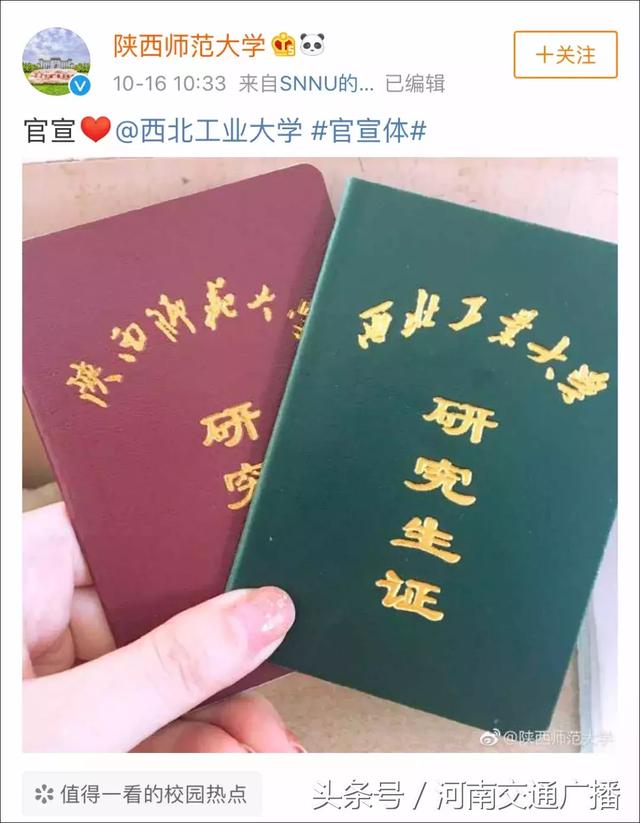 陕西师范大学
+关注
10-16 10:33 来自SNNU的... 已编辑
官宣❤️@西北工业大学 #官宣体#
陕西师范大
研究
西北工业大学
研究生证
@陕西师范大学
值得一看的校园热点
头条号 / 河南交通广播